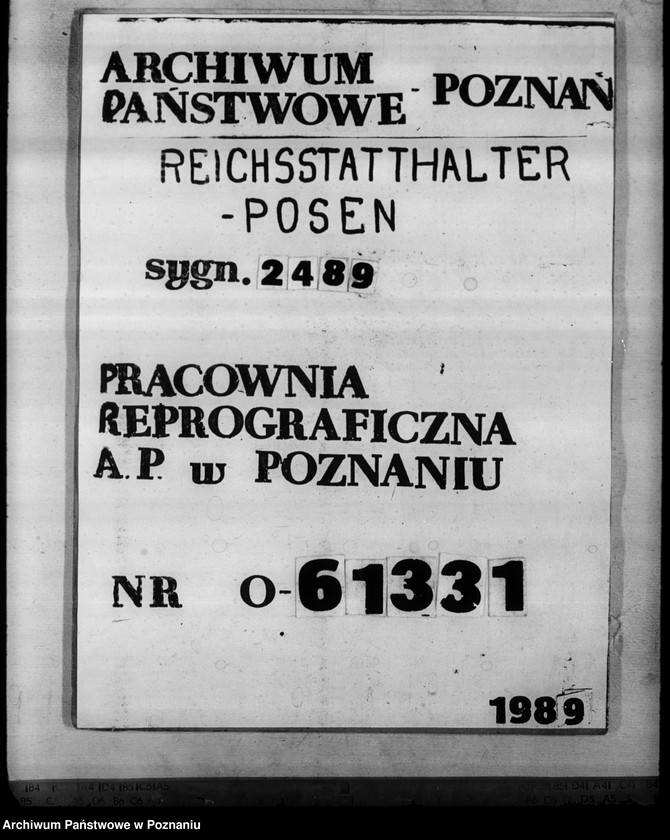 ARCHIWUM
PAŃSTWOWE - POZNAŃ
REICHSSTATTHALTER
-POSEN
sygn. 2489
PRACOWNIA
REPROGRAFICZNA
A.P. w POZNANIU
NR O-61331
1989
Archiwum Państwowe w Poznaniu